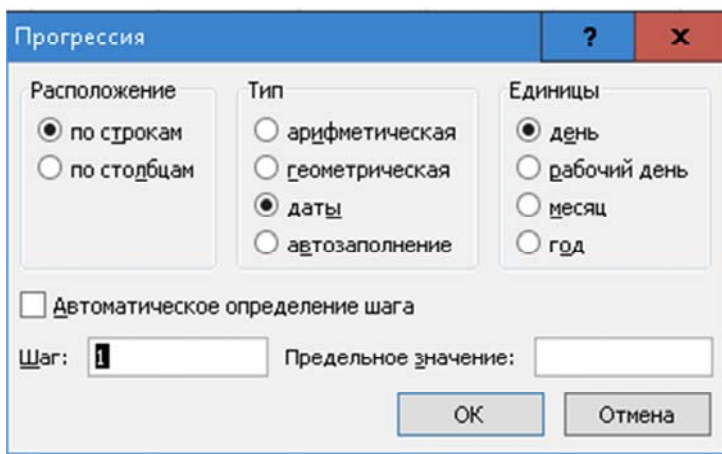 Прогрессия ? x
Расположение Тип Единицы
по строкам арифметическая день
по столбцам геометрическая рабочий день
даты месяц
автозаполнение год
Автоматическое определение шага
Шаг: 1 Предельное значение:
ОК Отмена